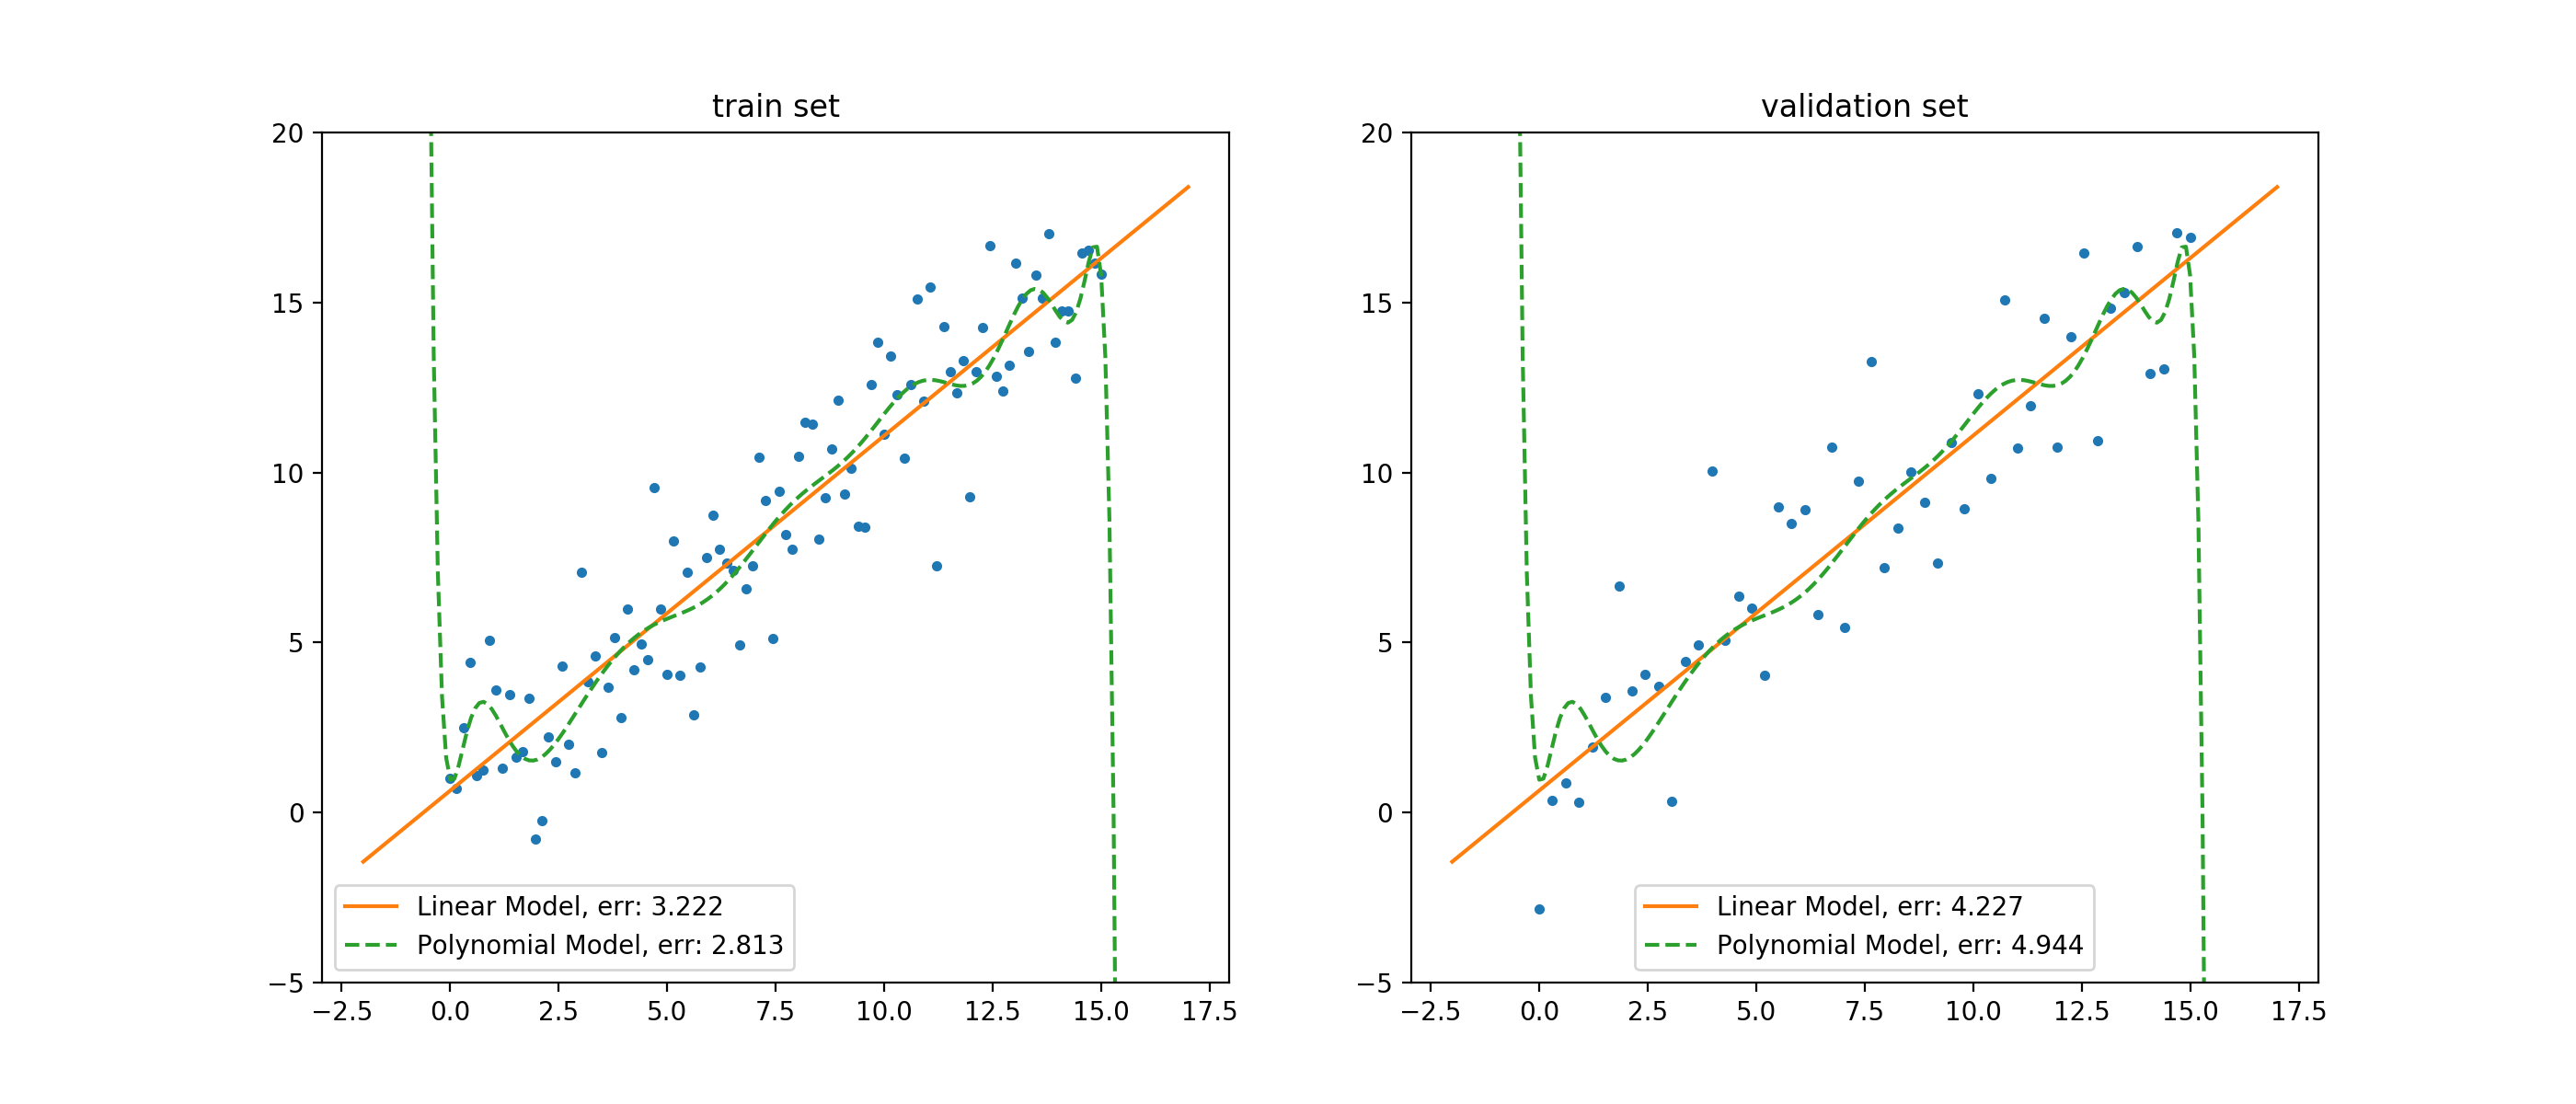 train set
20
15
10
5
0
−5
−2.5 0.0 2.5 5.0 7.5 10.0 12.5 15.0 17.5
Linear Model, err: 3.222
Polynomial Model, err: 2.813
validation set
20
15
10
5
0
−5
−2.5 0.0 2.5 5.0 7.5 10.0 12.5 15.0 17.5
Linear Model, err: 4.227
Polynomial Model, err: 4.944